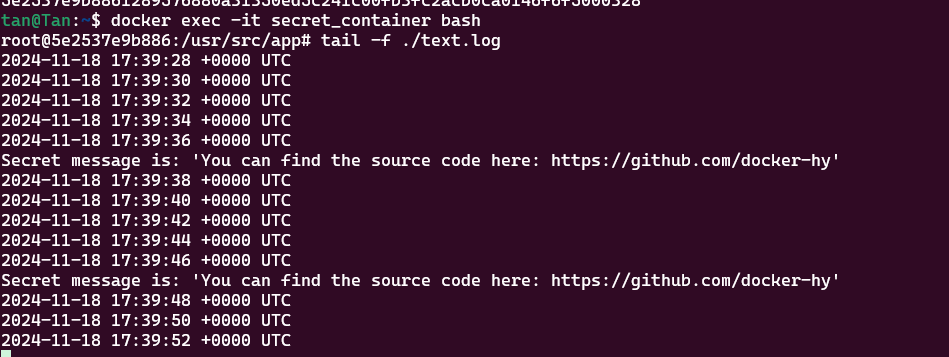 tan@Tan:~$ docker exec -it secret_container bash
root@5e2537e9b886:/usr/src/app# tail -f ./text.log
2024-11-18 17:39:28 +0000 UTC
2024-11-18 17:39:30 +0000 UTC
2024-11-18 17:39:32 +0000 UTC
2024-11-18 17:39:34 +0000 UTC
2024-11-18 17:39:36 +0000 UTC
Secret message is: 'You can find the source code here: https://github.com/docker-hy'
2024-11-18 17:39:38 +0000 UTC
2024-11-18 17:39:40 +0000 UTC
2024-11-18 17:39:42 +0000 UTC
2024-11-18 17:39:44 +0000 UTC
2024-11-18 17:39:46 +0000 UTC
Secret message is: 'You can find the source code here: https://github.com/docker-hy'
2024-11-18 17:39:48 +0000 UTC
2024-11-18 17:39:50 +0000 UTC
2024-11-18 17:39:52 +0000 UTC